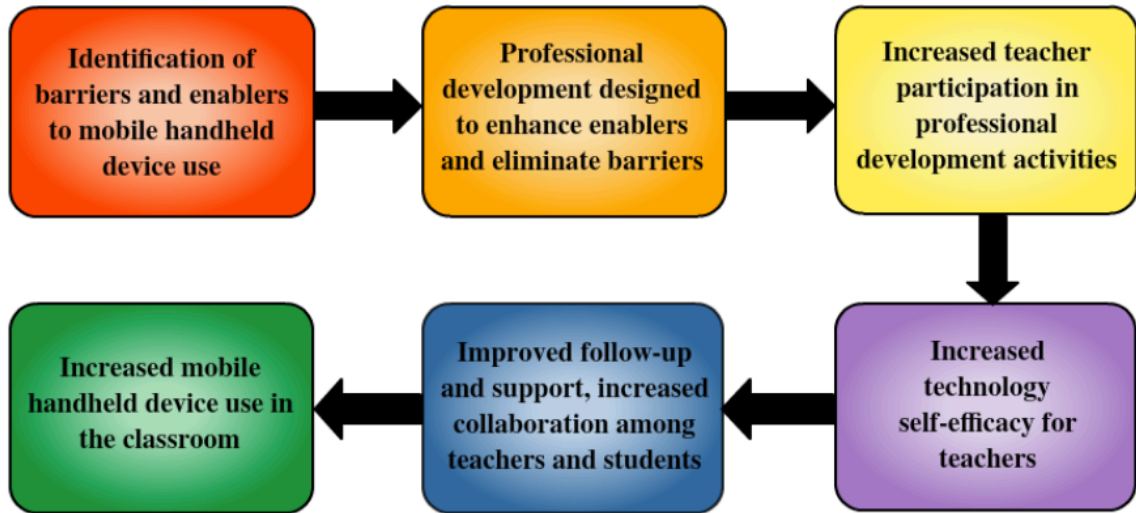 Identification of
barriers and enablers
to mobile handheld
device use
Professional
development designed
to enhance enablers
and eliminate barriers
Increased teacher
participation in
professional
development activities
Increased
technology
self-efficacy for
teachers
Improved follow-up
and support, increased
collaboration among
teachers and students
Increased mobile
handheld device use in
the classroom